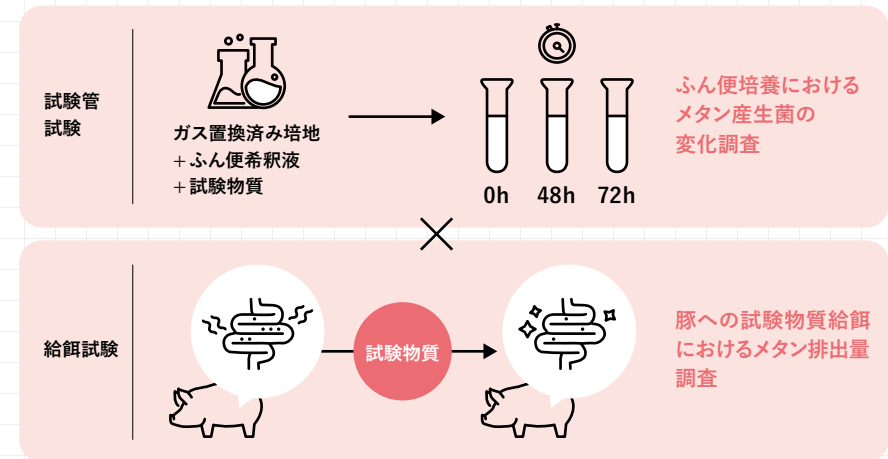 試験管
試験
ガス置換済み培地
+ふん便希釈液
+試験物質
0h 48h 72h
ふん便培養における
メタン産生菌の
変化調査
給餌試験
試験物質
豚への試験物質給餌
におけるメタン排出量
調査